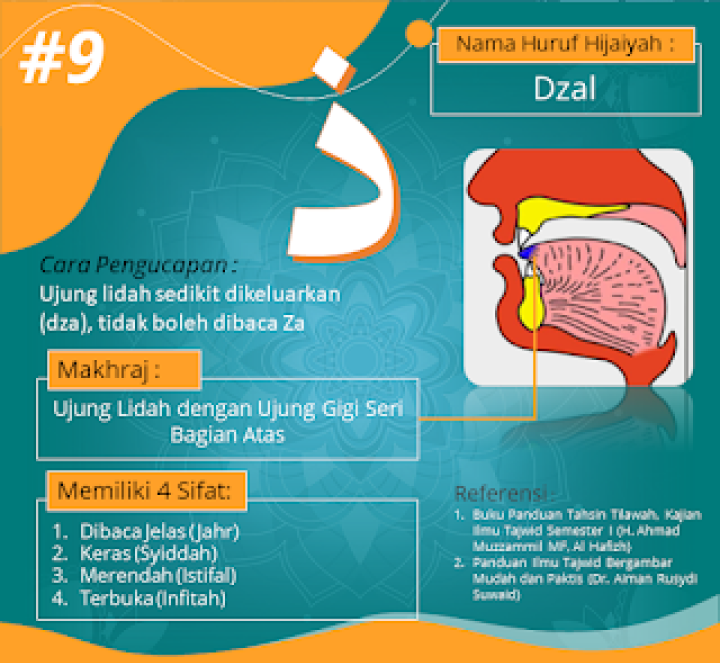 #9
ذ
Nama Huruf Hijaiyah :
Dzal
Cara Pengucapan :
Ujung lidah sedikit dikeluarkan
(dza), tidak boleh dibaca Za
Makhraj :
Ujung Lidah dengan Ujung Gigi Seri
Bagian Atas
Memiliki 4 Sifat:
1. Dibaca Jelas (Jahr)
2. Keras (Syiddah)
3. Merendah (Istifal)
4. Terbuka (Infitah)
Referensi :
1. Buku Panduan Tahsin Tilawah, Kajian
Ilmu Tajwid Semester I (H. Ahmad
Muzzammil MF, Al Hafizh)
2. Panduan Ilmu Tajwid Bergambar
Mudah dan Paktis (Dr. Aiman Rusydi
Suwaid)